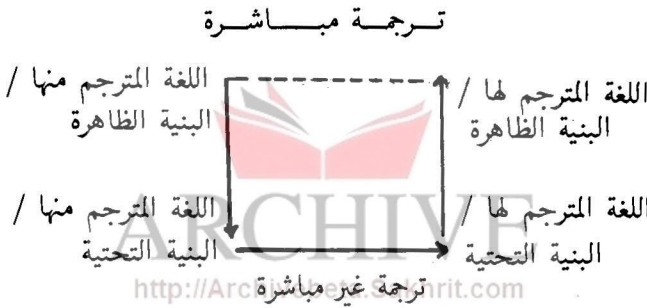 ترجمة مباشرة
اللغة المترجم لها /
البنية الظاهرة
اللغة المترجم منها /
البنية الظاهرة
اللغة المترجم لها /
البنية التحتية
اللغة المترجم منها /
البنية التحتية
ترجمة غير مباشرة
ARCHIVE
http://Archivebeta.Sakhrit.com